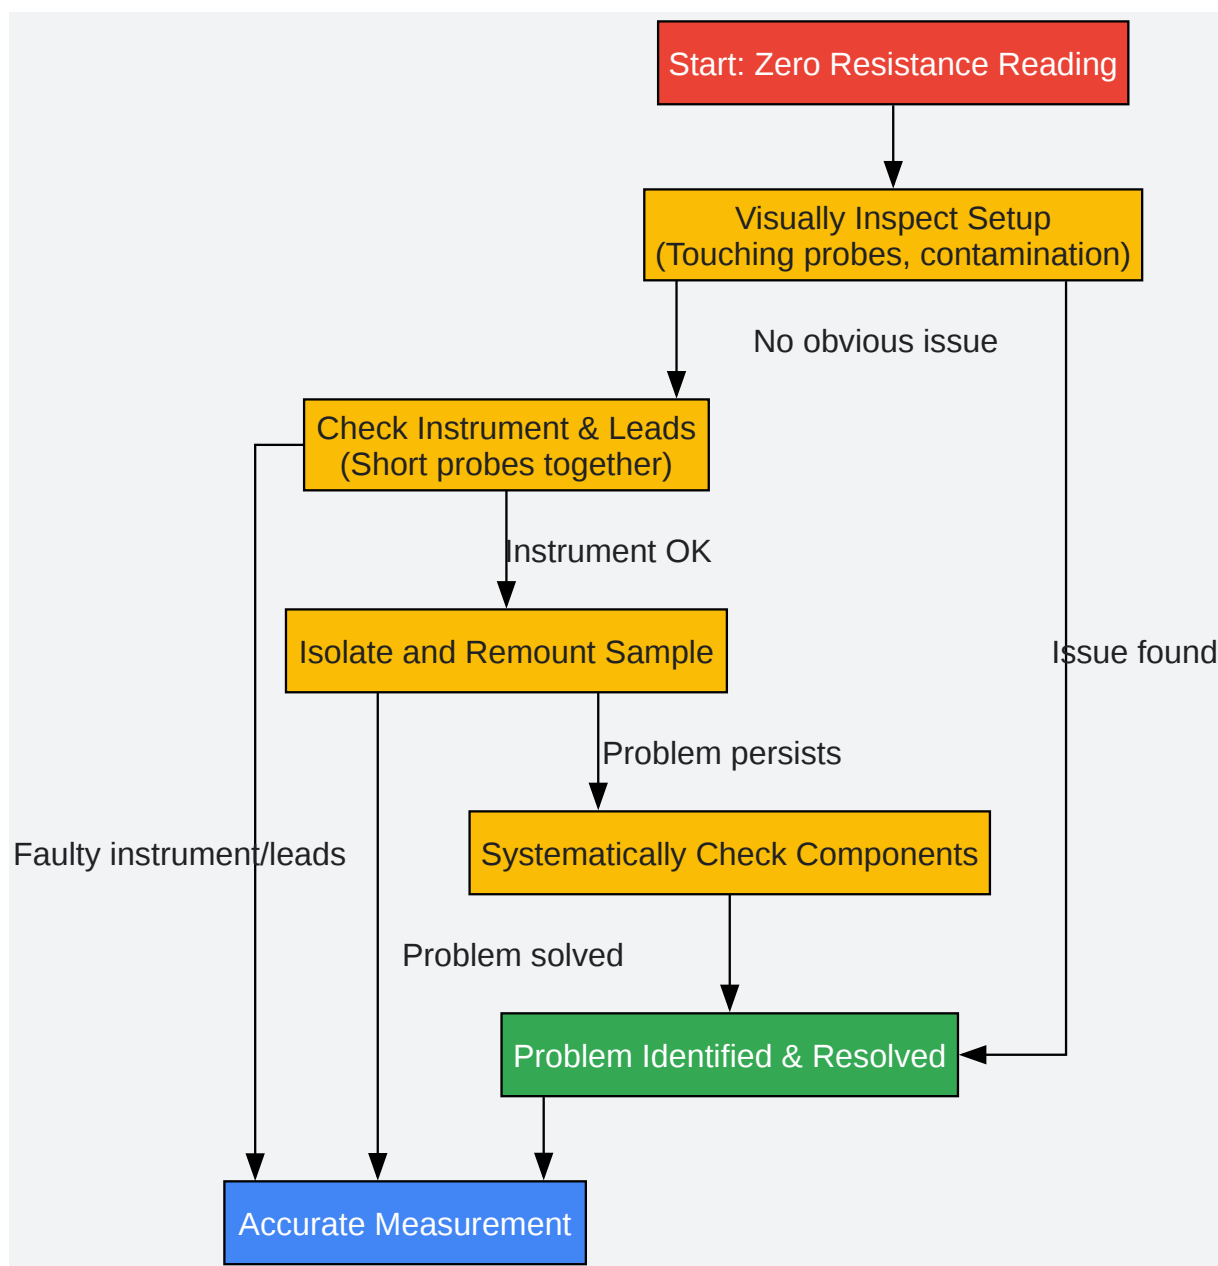 Start: Zero Resistance Reading
Visually Inspect Setup
(Touching probes, contamination)
No obvious issue
Check Instrument & Leads
(Short probes together)
Instrument OK
Isolate and Remount Sample
Issue found
Problem persists
Systematically Check Components
Faulty instrument/leads
Problem solved
Problem Identified & Resolved
Accurate Measurement